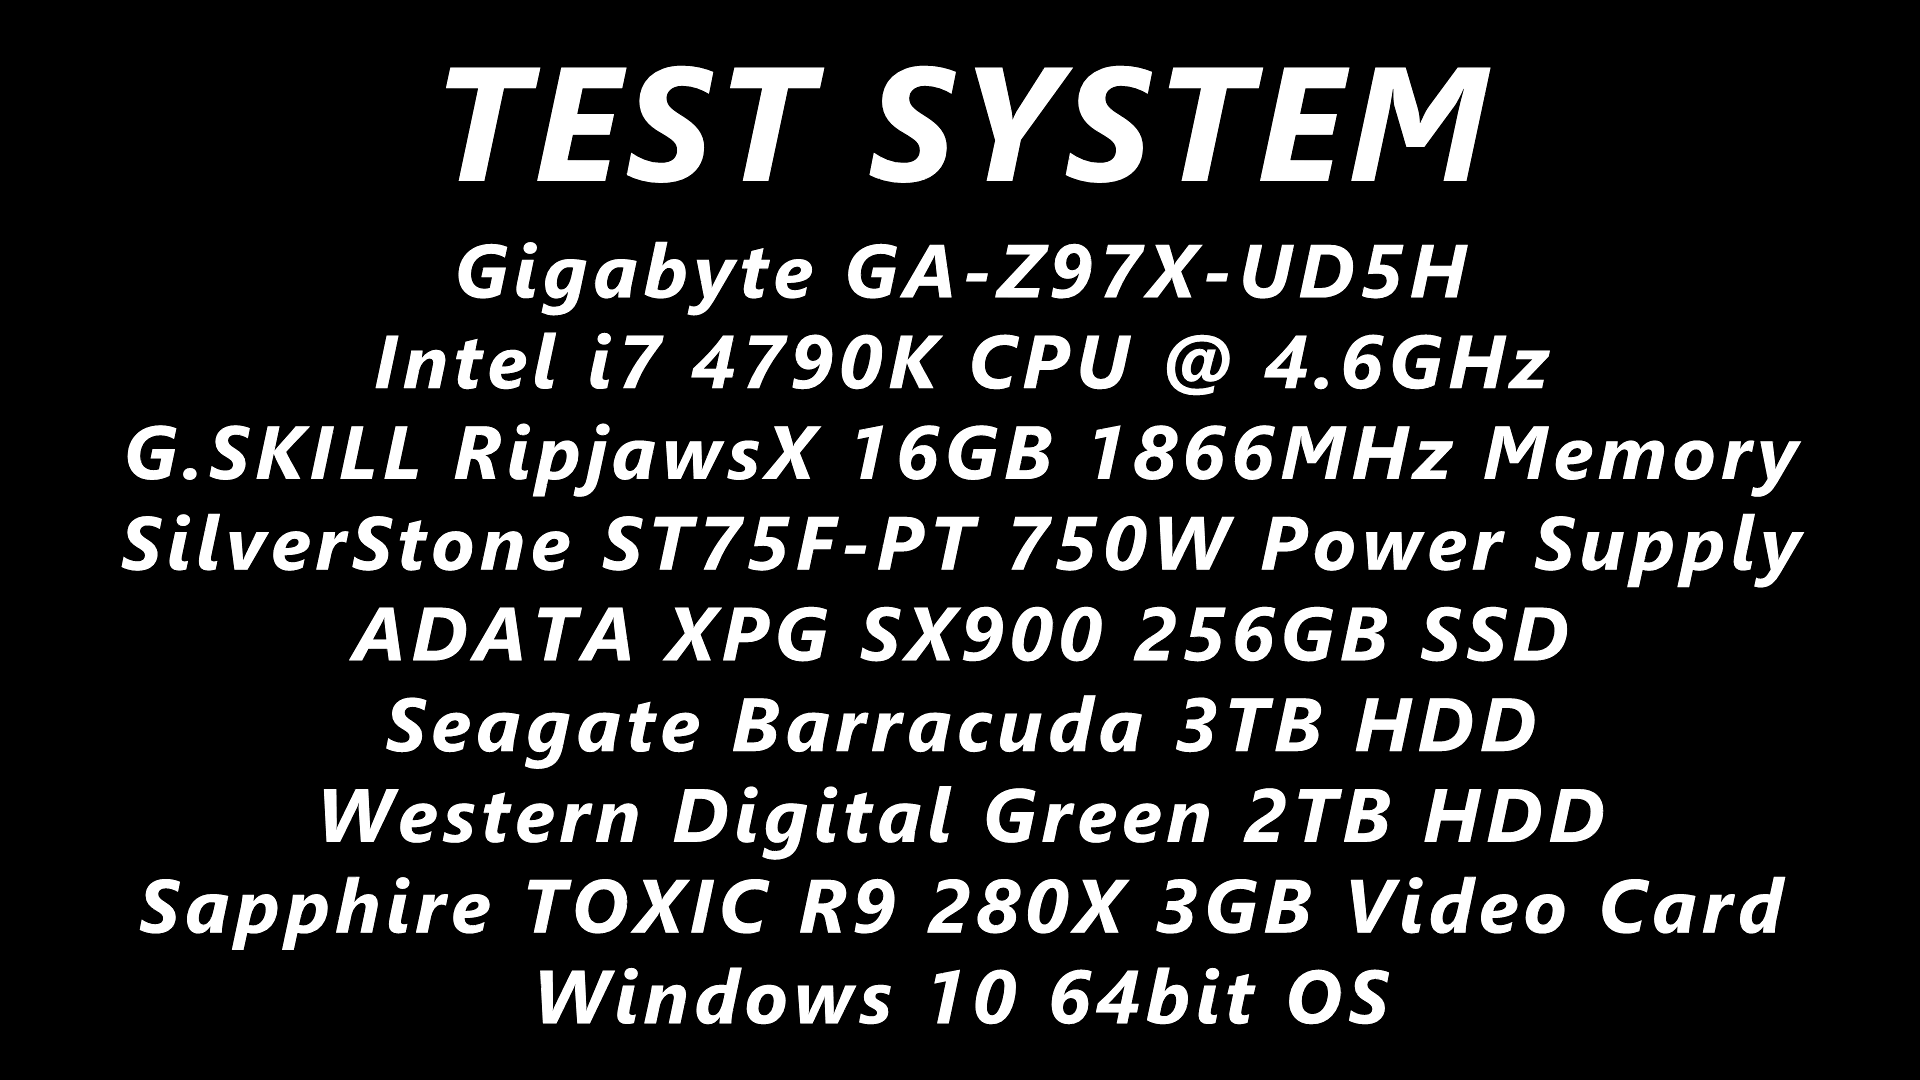 TEST SYSTEM
Gigabyte GA-Z97X-UD5H
Intel i7 4790K CPU @ 4.6GHz
G.SKILL RipjawsX 16GB 1866MHz Memory
SilverStone ST75F-PT 750W Power Supply
ADATA XPG SX900 256GB SSD
Seagate Barracuda 3TB HDD
Western Digital Green 2TB HDD
Sapphire TOXIC R9 280X 3GB Video Card
Windows 10 64bit OS